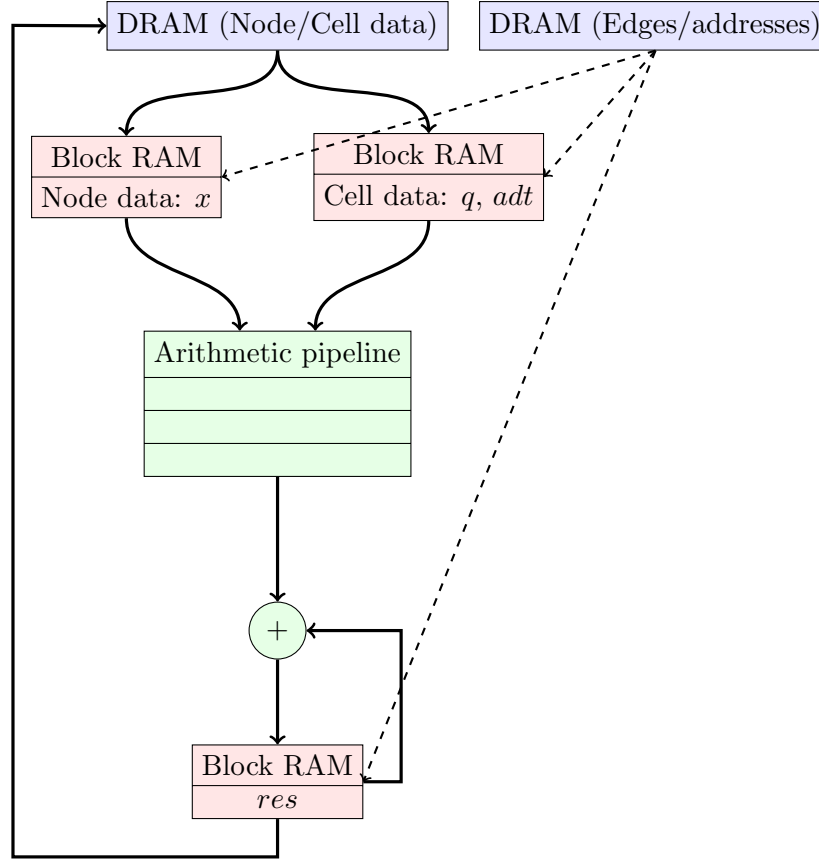 DRAM (Node/Cell data)
DRAM (Edges/addresses)
Block RAM
Node data: x
Block RAM
Cell data: q, adt
Arithmetic pipeline
+
Block RAM
res